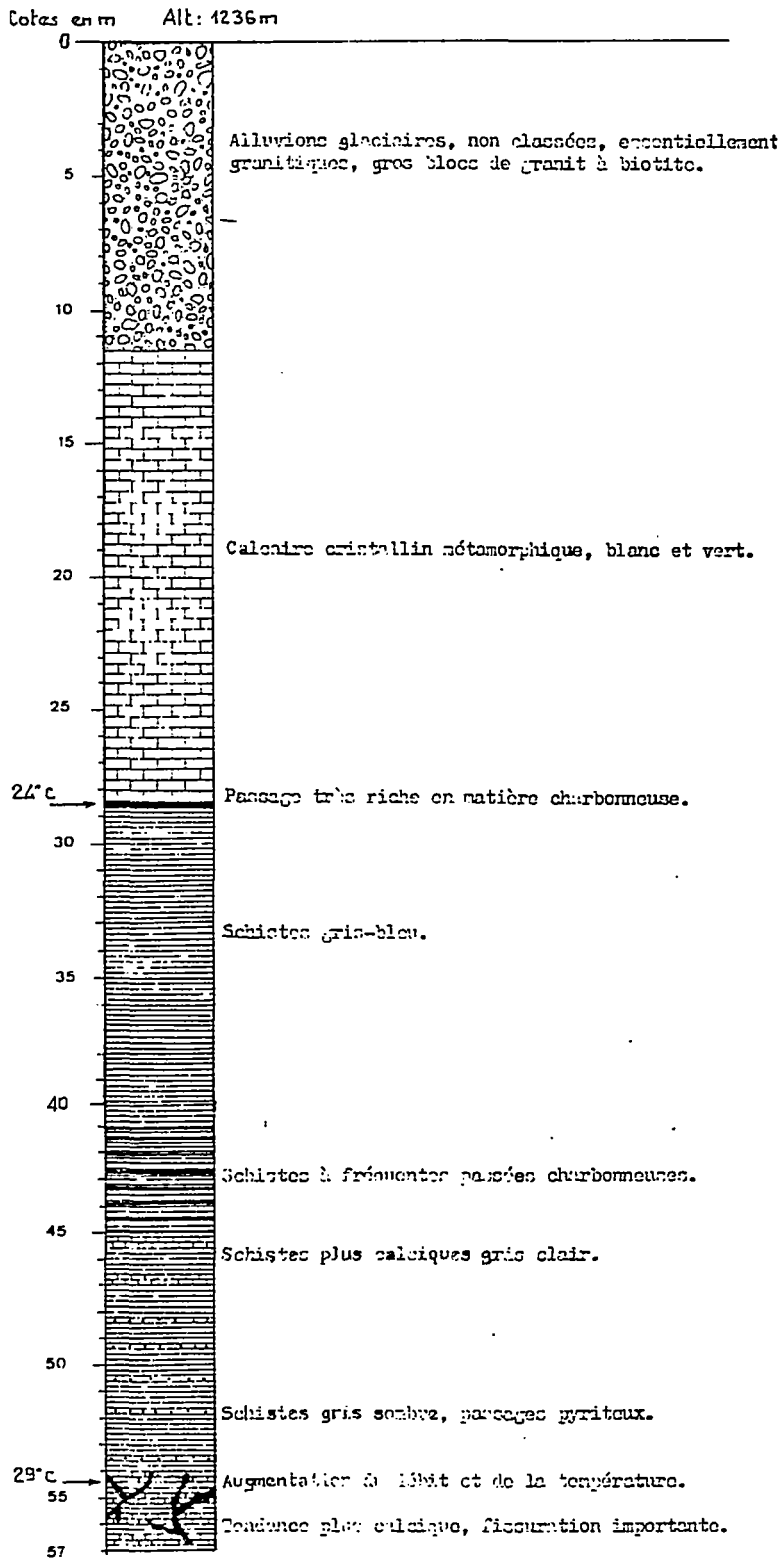 Cotes en m Alt: 1236m
0
Alluvions glaciaires, non classées, essentiellement
granitiques, gros blocs de granit à biotite.
5
10
15
Calcaire cristallin métamorphique, blanc et vert.
20
25
24°C
Passage très riche en matière charbonneuse.
30
Schistes gris-bleu.
35
40
Schistes à fréquentes passées charbonneuses.
45
Schistes plus calciques gris clair.
50
Schistes gris sombre, passages pyriteux.
29°C
Augmentation du débit et de la température.
55
Tendance plus calcique, fissuration importante.
57